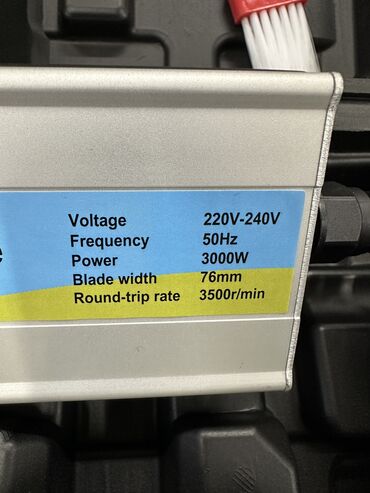 Voltage 220V-240V
Frequency 50Hz
Power 3000W
Blade width 76mm
Round-trip rate 3500r/min